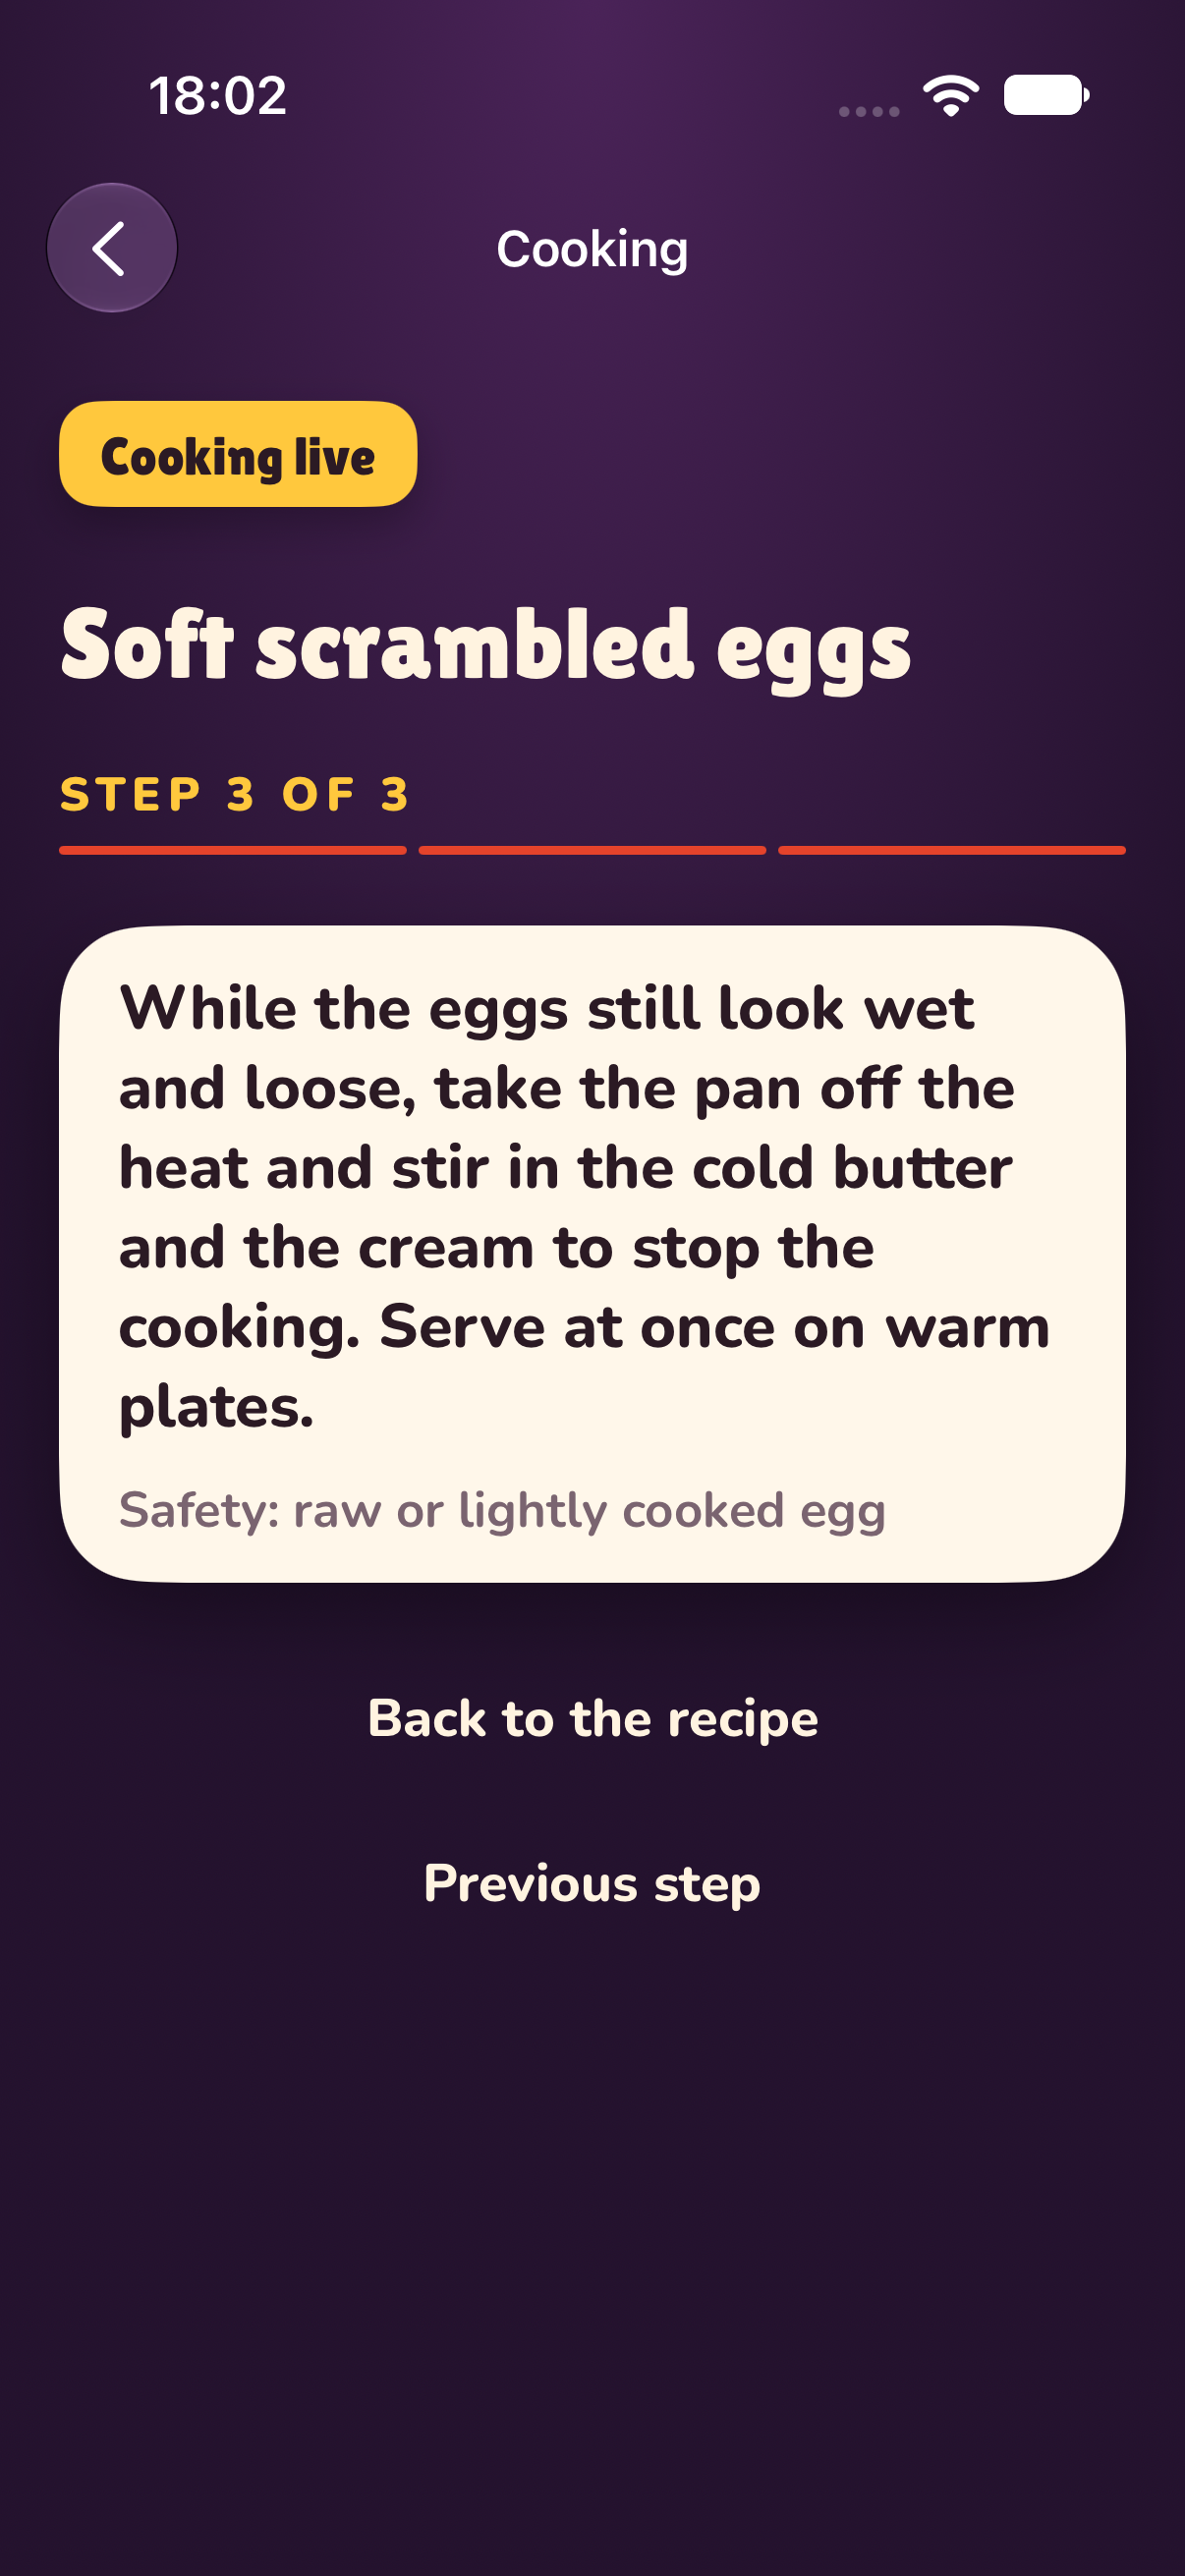 18:02
Cooking
Cooking live
Soft scrambled eggs
STEP 3 OF 3
While the eggs still look wet
and loose, take the pan off the
heat and stir in the cold butter
and the cream to stop the
cooking. Serve at once on warm
plates.
Safety: raw or lightly cooked egg
Back to the recipe
Previous step